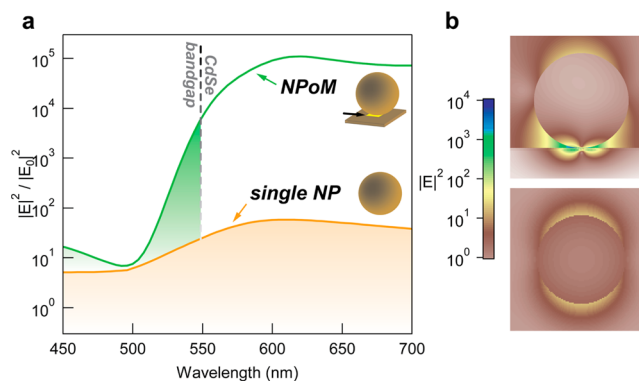 a
b
|E|² / |E₀|²
10⁵
10⁴
10³
10²
10¹
10⁰
CdSe
bandgap
NPoM
single NP
450
500
550
600
650
700
Wavelength (nm)
|E|²
10⁴
10³
10²
10¹
10⁰